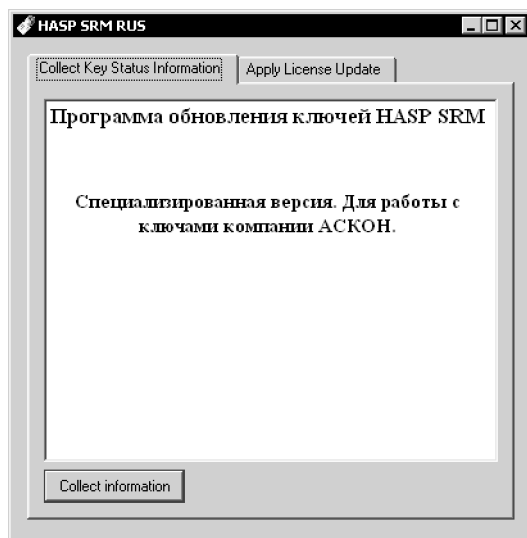 HASP SRM RUS
Collect Key Status Information
Apply License Update
Программа обновления ключей HASP SRM
Специализированная версия. Для работы с
ключами компании АСКОН.
Collect information